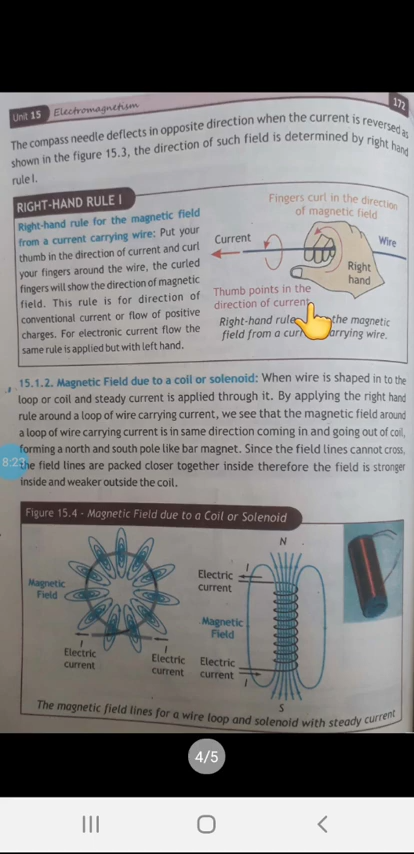 Unit 15 Electromagnetism
172
The compass needle deflects in opposite direction when the current is reversed as
shown in the figure 15.3, the direction of such field is determined by right hand
rule I.
RIGHT-HAND RULE I
Right-hand rule for the magnetic field
from a current carrying wire: Put your
thumb in the direction of current and curl
your fingers around the wire, the curled
fingers will show the direction of magnetic
field. This rule is for direction of
conventional current or flow of positive
charges. For electronic current flow the
same rule is applied but with left hand.
Fingers curl in the direction
of magnetic field
Current
Wire
Right
hand
Thumb points in the
direction of current
Right-hand rule the magnetic
field from a curr arrying wire.
15.1.2. Magnetic Field due to a coil or solenoid: When wire is shaped in to the
loop or coil and steady current is applied through it. By applying the right hand
rule around a loop of wire carrying current, we see that the magnetic field around
a loop of wire carrying current is in same direction coming in and going out of coil,
forming a north and south pole like bar magnet. Since the field lines cannot cross,
8:23
the field lines are packed closer together inside therefore the field is stronger
inside and weaker outside the coil.
Figure 15.4 - Magnetic Field due to a Coil or Solenoid
Magnetic
Field
I
Electric
current
I
Electric
current
N
Electric
current
I
Magnetic
Field
Electric
current
I
S
The magnetic field lines for a wire loop and solenoid with steady current
4/5